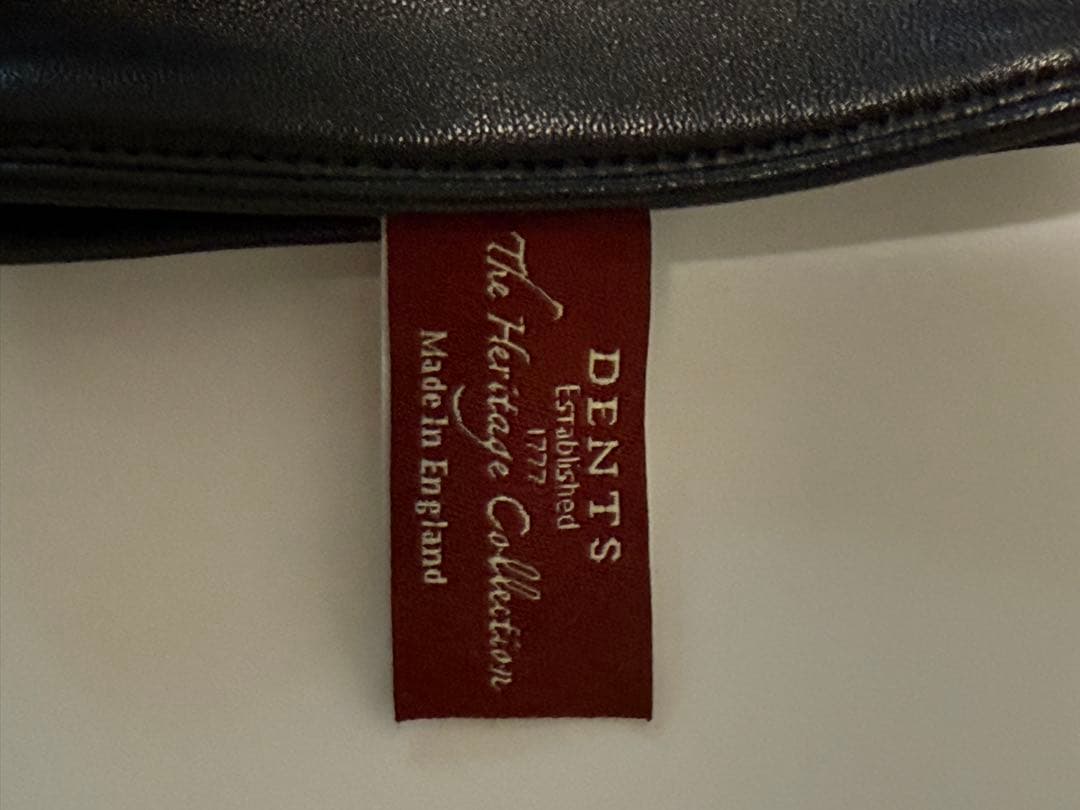 DENTS
Established
1777
The Heritage Collection
Made In England